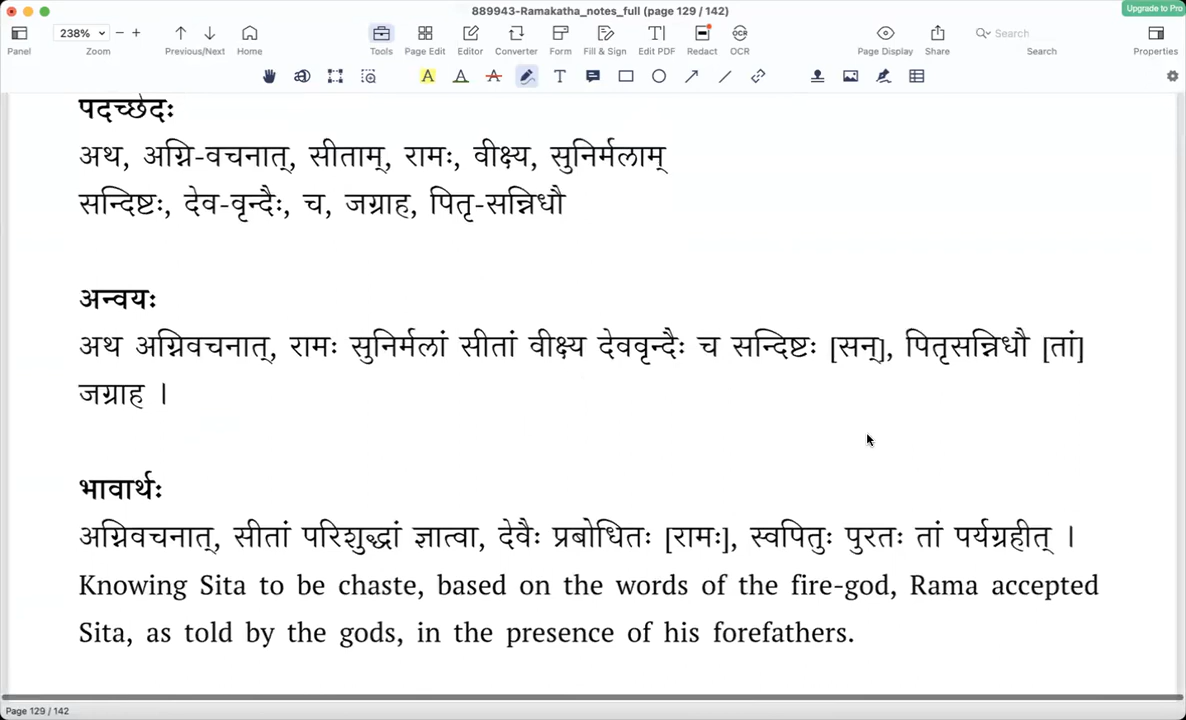 889943-Ramakatha_notes_full (page 129 / 142)
Upgrade to Pro
238%
Search
Panel Zoom Previous/Next Home Tools Page Edit Editor Converter Form Fill & Sign Edit PDF Redact OCR Page Display Share Search Properties
पदच्छेदः
अथ, अग्नि-वचनात्, सीताम्, रामः, वीक्ष्य, सुनिर्मलाम्
सन्दिष्टः, देव-वृन्दैः, च, जग्राह, पितृ-सन्निधौ
अन्वयः
अथ अग्निवचनात्, रामः सुनिर्मलां सीतां वीक्ष्य देववृन्दैः च सन्दिष्टः [सन्], पितृसन्निधौ [तां]
जग्राह ।
भावार्थः
अग्निवचनात्, सीतां परिशुद्धां ज्ञात्वा, देवैः प्रबोधितः [रामः], स्वपितुः पुरतः तां पर्यग्रहीत् ।
Knowing Sita to be chaste, based on the words of the fire-god, Rama accepted
Sita, as told by the gods, in the presence of his forefathers.
Page 129 / 142